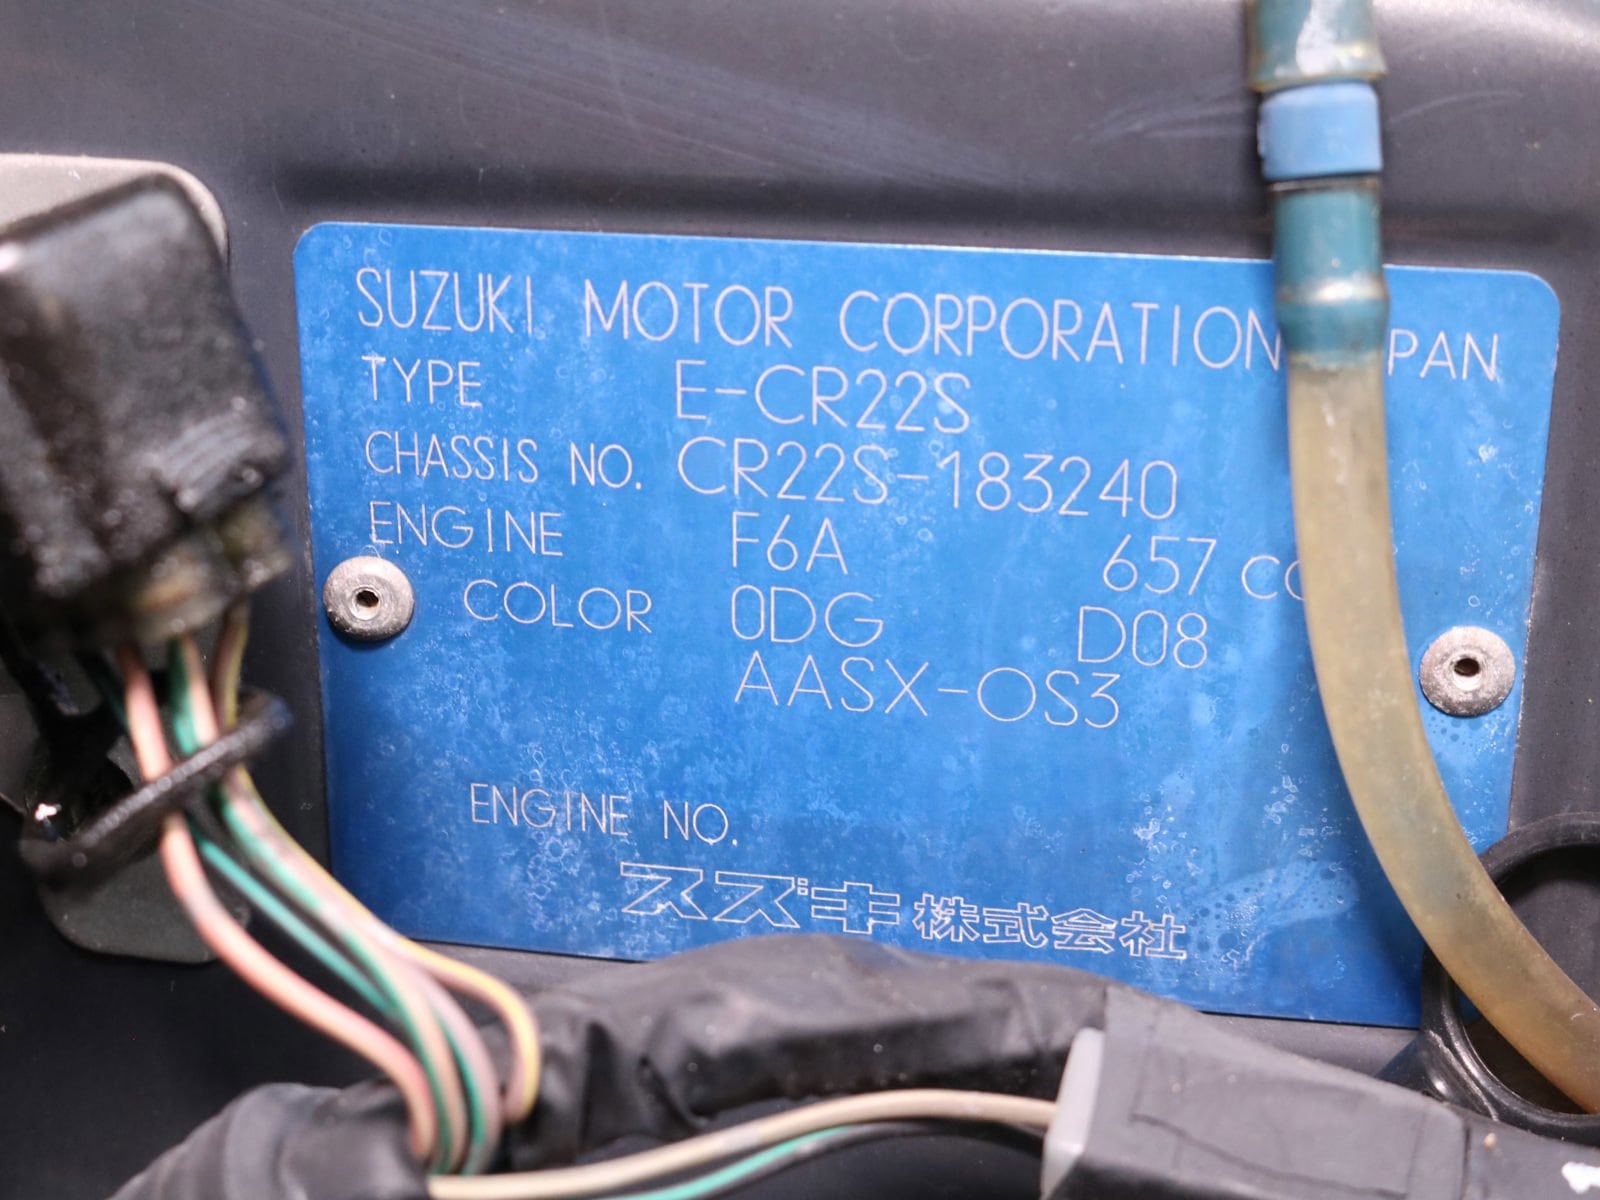 SUZUKI MOTOR CORPORATION PAN
TYPE E-CR22S
CHASSIS NO. CR22S-183240
ENGINE F6A 657 CC
COLOR 0DG D08
AASX-OS3
ENGINE NO.
スズキ株式会社